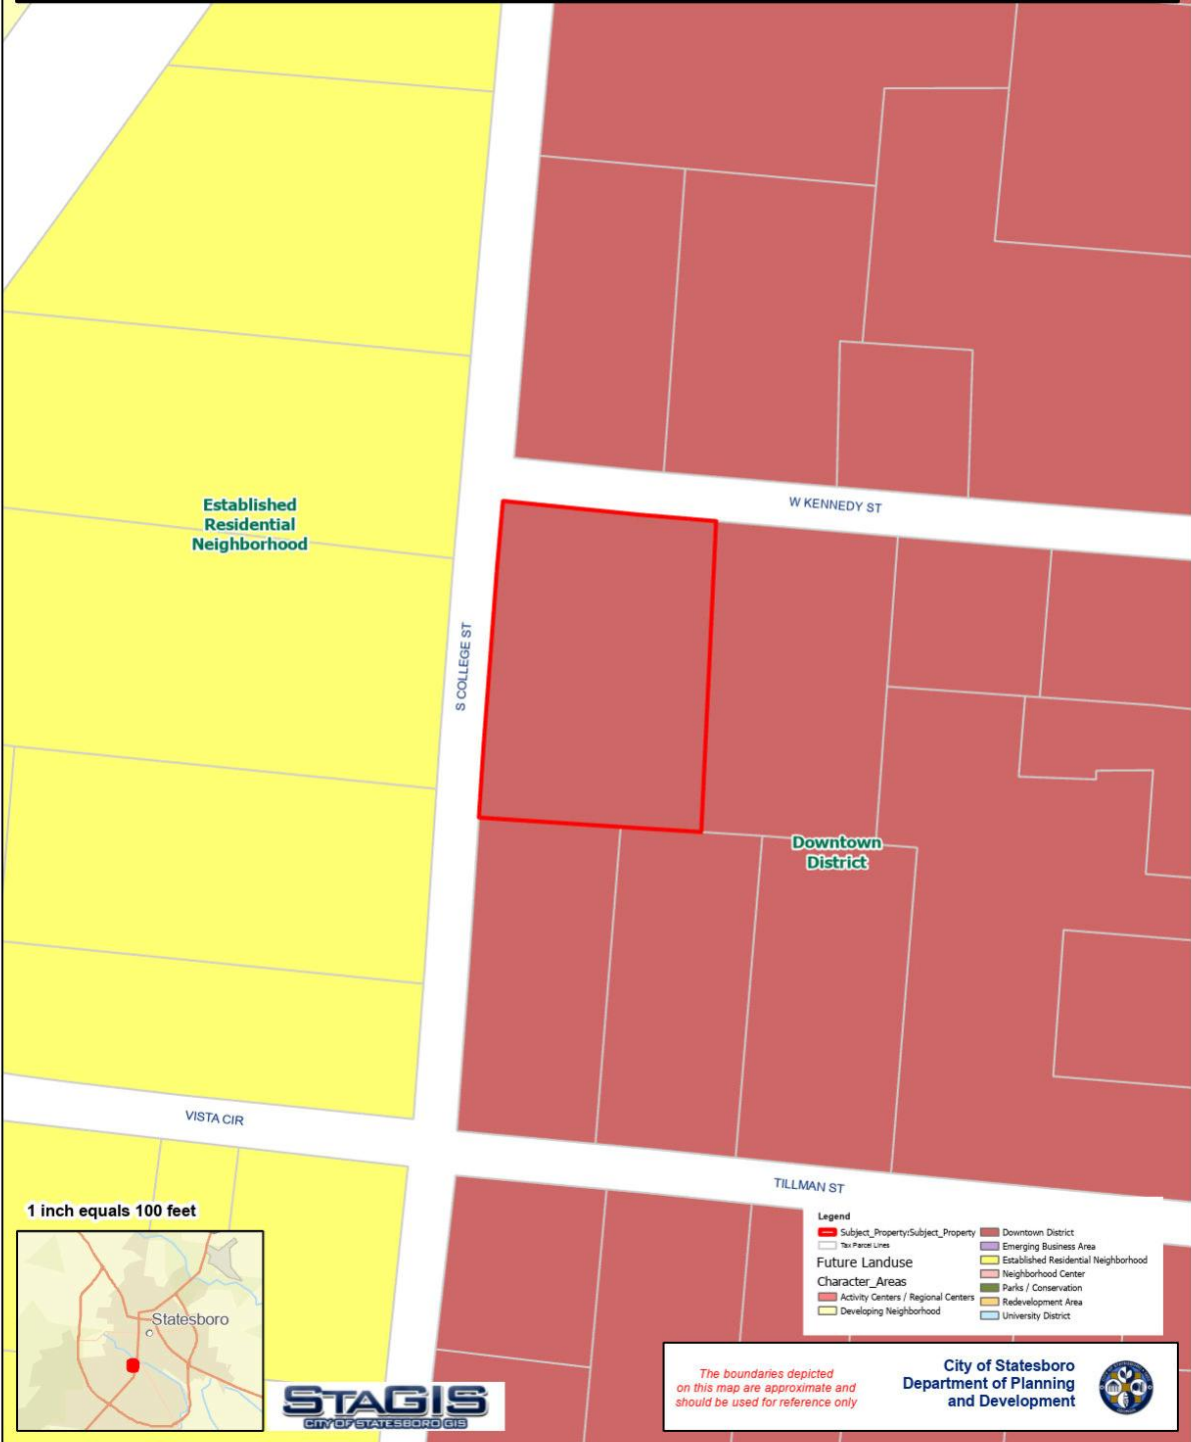 W KENNEDY ST
Established
Residential
Neighborhood
S COLLEGE ST
Downtown
District
VISTA CIR
TILLMAN ST
1 inch equals 100 feet
Statesboro
Legend
Subject_Property:Subject_Property
Tax Parcel Lines
Future Landuse
Character_Areas
Activity Centers / Regional Centers
Developing Neighborhood
Downtown District
Emerging Business Area
Established Residential Neighborhood
Neighborhood Center
Parks / Conservation
Redevelopment Area
University District
STAGIS
CITY OF STATESBORO GIS
The boundaries depicted
on this map are approximate and
should be used for reference only
City of Statesboro
Department of Planning
and Development